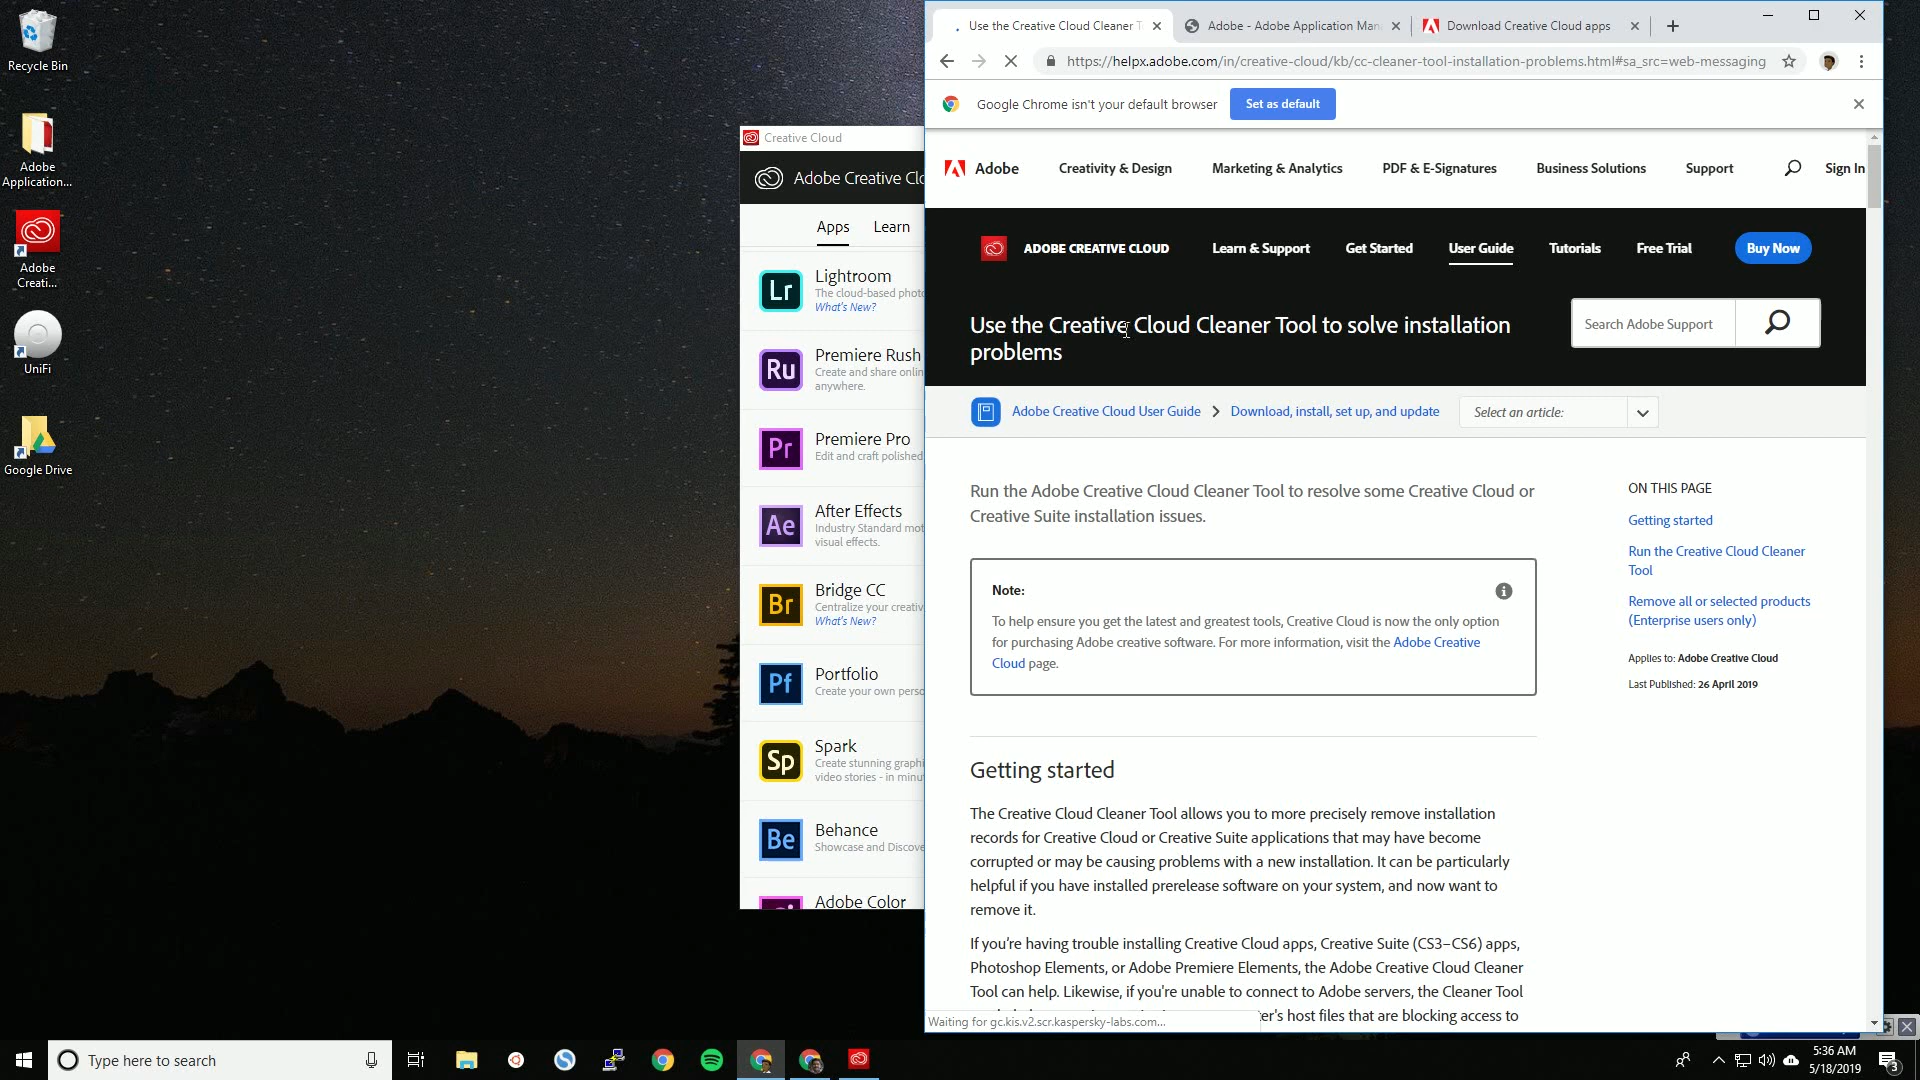 Recycle Bin
Adobe
Application...
Adobe
Creati...
UniFi
Google Drive
Creative Cloud
Adobe Creative Clo
Apps Learn
Lr
Lightroom
The cloud-based photo
What's New?
Ru
Premiere Rush
Create and share onlin
anywhere.
Pr
Premiere Pro
Edit and craft polished
Ae
After Effects
Industry Standard mot
visual effects.
Br
Bridge CC
Centralize your creativ
What's New?
Pf
Portfolio
Create your own perso
Sp
Spark
Create stunning graphi
video stories - in minut
Be
Behance
Showcase and Discove
Adobe Color
Use the Creative Cloud Cleaner T
Adobe - Adobe Application Man
Download Creative Cloud apps
https://helpx.adobe.com/in/creative-cloud/kb/cc-cleaner-tool-installation-problems.html#sa_src=web-messaging
Google Chrome isn't your default browser
Set as default
Adobe
Creativity & Design
Marketing & Analytics
PDF & E-Signatures
Business Solutions
Support
Sign In
ADOBE CREATIVE CLOUD
Learn & Support
Get Started
User Guide
Tutorials
Free Trial
Buy Now
Use the Creative Cloud Cleaner Tool to solve installation
problems
Search Adobe Support
Adobe Creative Cloud User Guide
Download, install, set up, and update
Select an article:
Run the Adobe Creative Cloud Cleaner Tool to resolve some Creative Cloud or
Creative Suite installation issues.
Note:
To help ensure you get the latest and greatest tools, Creative Cloud is now the only option
for purchasing Adobe creative software. For more information, visit the Adobe Creative
Cloud page.
ON THIS PAGE
Getting started
Run the Creative Cloud Cleaner
Tool
Remove all or selected products
(Enterprise users only)
Applies to: Adobe Creative Cloud
Last Published: 26 April 2019
Getting started
The Creative Cloud Cleaner Tool allows you to more precisely remove installation
records for Creative Cloud or Creative Suite applications that may have become
corrupted or may be causing problems with a new installation. It can be particularly
helpful if you have installed prerelease software on your system, and now want to
remove it.
If you're having trouble installing Creative Cloud apps, Creative Suite (CS3–CS6) apps,
Photoshop Elements, or Adobe Premiere Elements, the Adobe Creative Cloud Cleaner
Tool can help. Likewise, if you're unable to connect to Adobe servers, the Cleaner Tool
er's host files that are blocking access to
Waiting for gc.kis.v2.scr.kaspersky-labs.com...
Type here to search
5:36 AM
5/18/2019
3